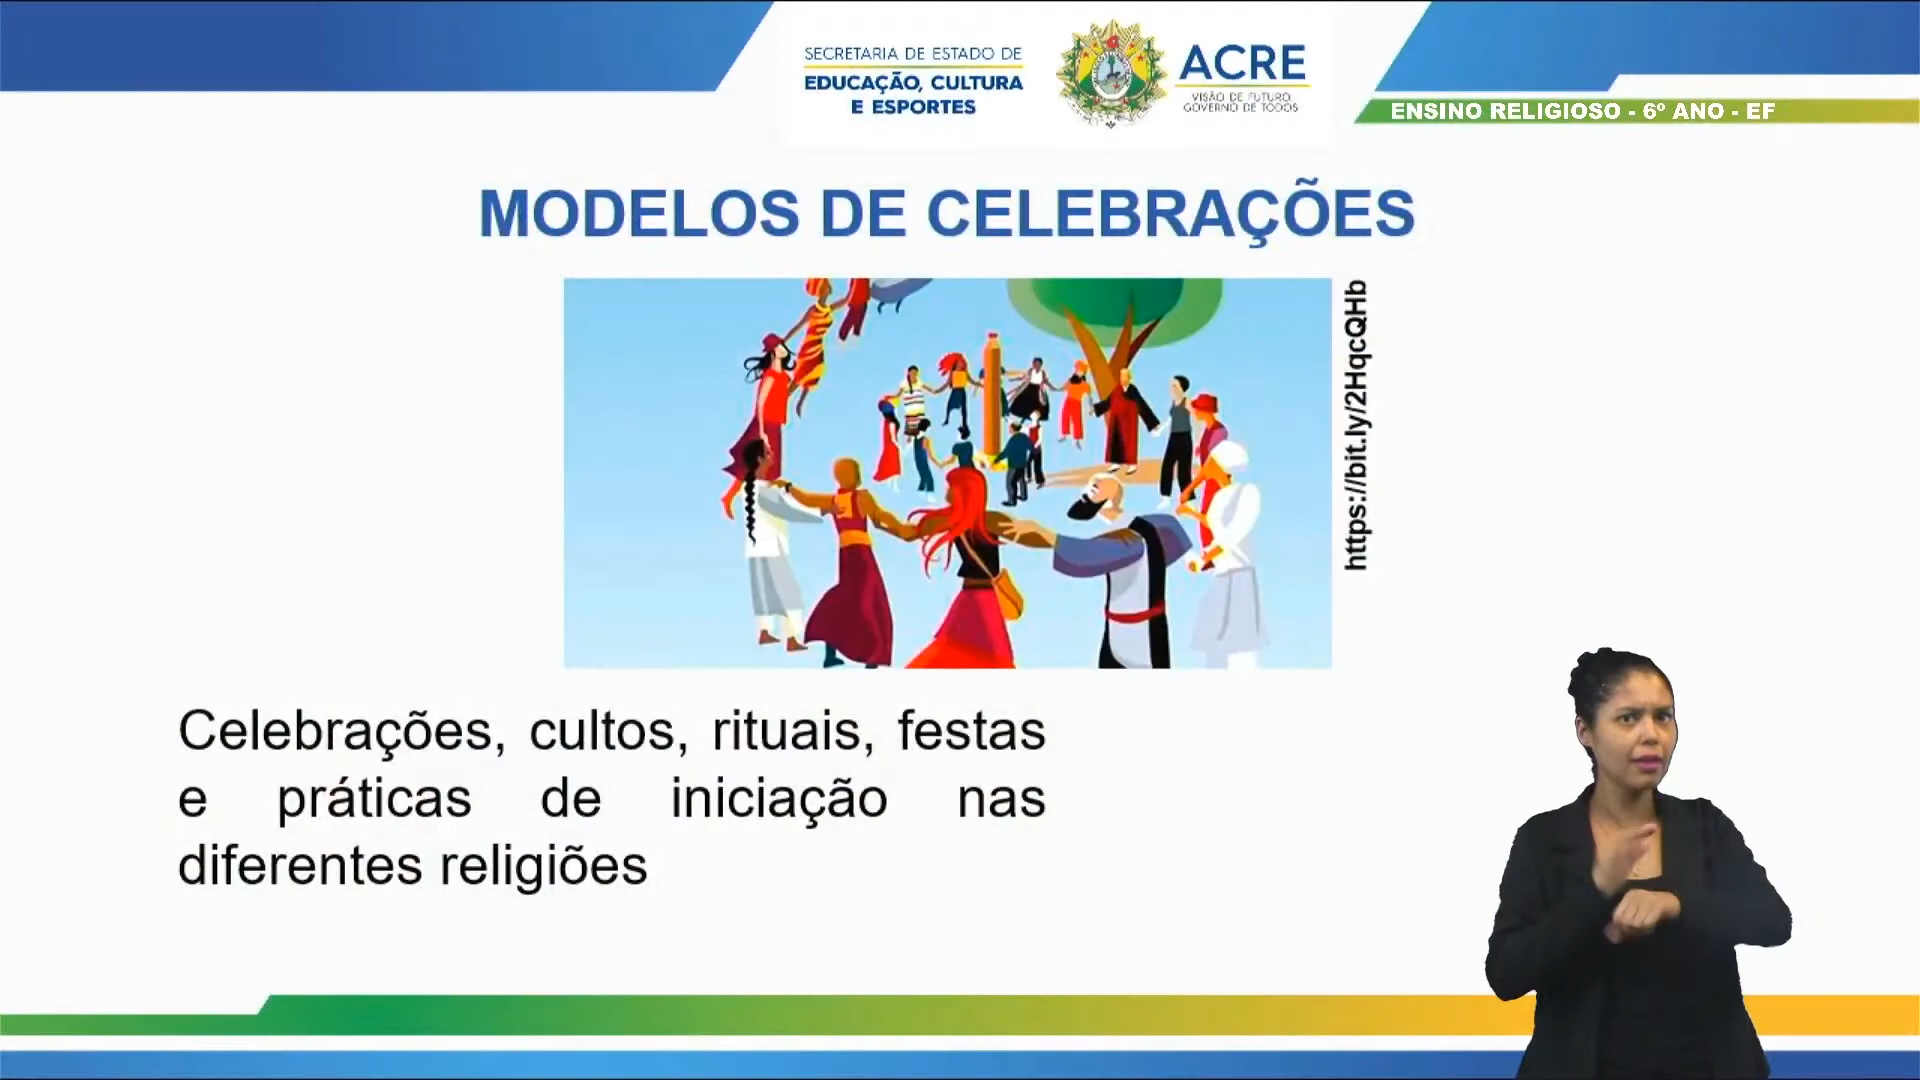 SECRETARIA DE ESTADO DE
EDUCAÇÃO, CULTURA
E ESPORTES
ACRE
VISÃO DE FUTURO,
GOVERNO DE TODOS
ENSINO RELIGIOSO - 6º ANO - EF
MODELOS DE CELEBRAÇÕES
https://bit.ly/2HqcQHb
Celebrações, cultos, rituais, festas
e práticas de iniciação nas
diferentes religiões